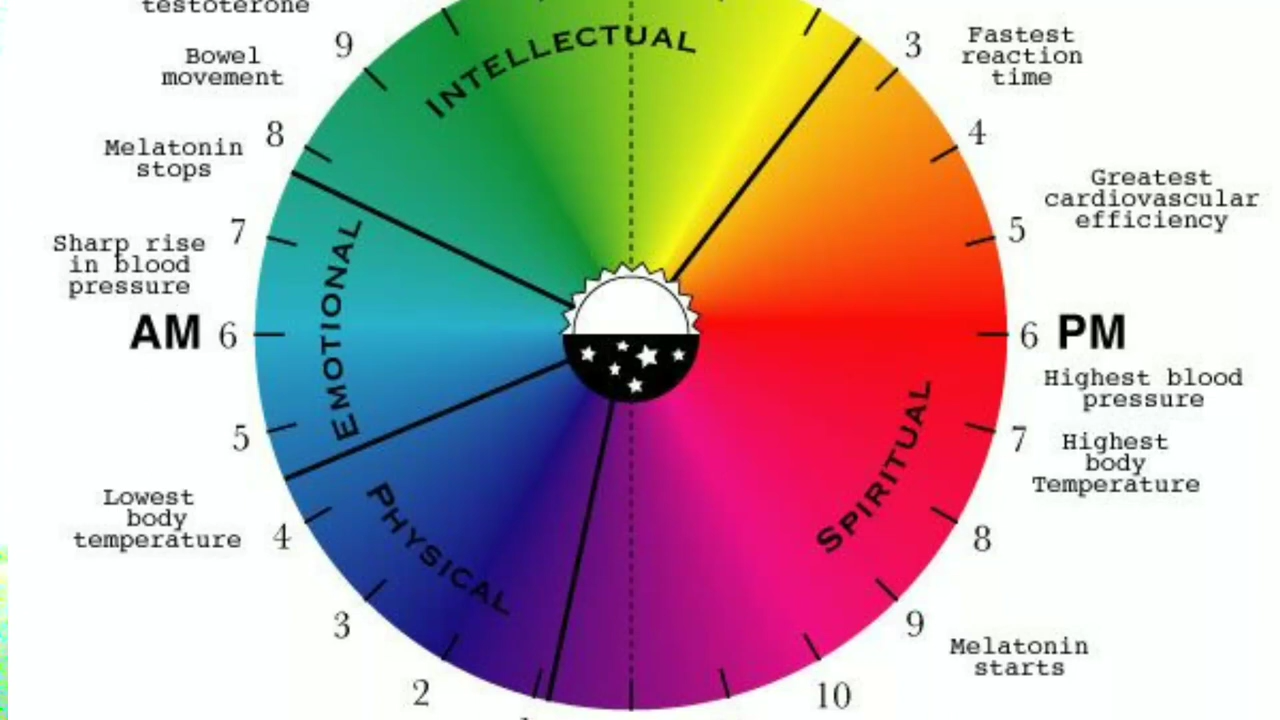 testoterone
Bowel
movement
9
INTELLECTUAL
3
Fastest
reaction
time
8
4
Melatonin
stops
Greatest
cardiovascular
efficiency
7
5
Sharp rise
in blood
pressure
EMOTIONAL
AM 6
6 PM
Highest blood
pressure
5
7
Highest
body
Temperature
SPIRITUAL
Lowest
body
temperature
4
PHYSICAL
8
3
9
Melatonin
starts
2
10